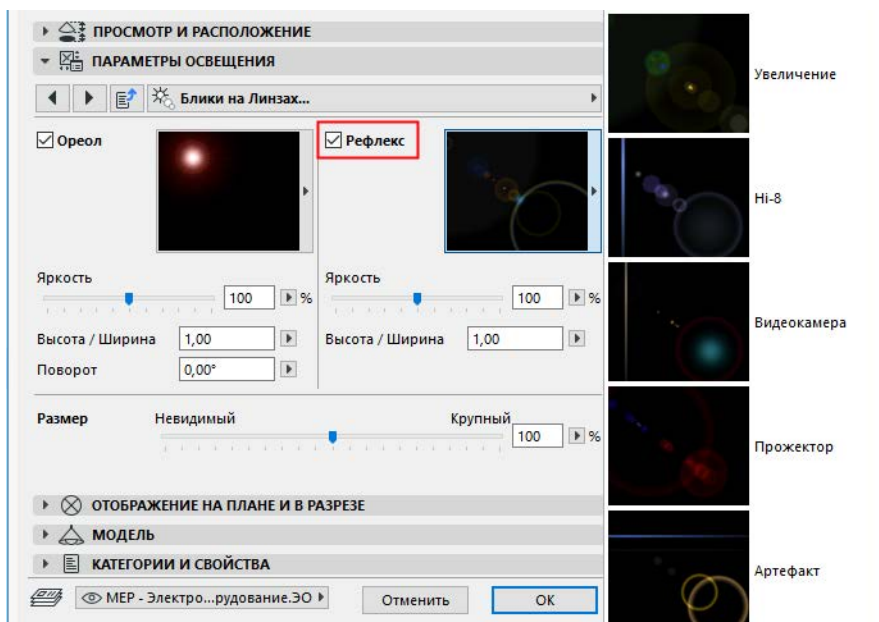 ПРОСМОТР И РАСПОЛОЖЕНИЕ
ПАРАМЕТРЫ ОСВЕЩЕНИЯ
Блики на Линзах...
Ореол
Рефлекс
Яркость
100 %
Высота / Ширина 1,00
Поворот 0,00°
Яркость
100 %
Высота / Ширина 1,00
Размер Невидимый Крупный
100 %
ОТОБРАЖЕНИЕ НА ПЛАНЕ И В РАЗРЕЗЕ
МОДЕЛЬ
КАТЕГОРИИ И СВОЙСТВА
МЕР - Электро...рудование.ЭО
Отменить OK
Увеличение
Hi-8
Видеокамера
Прожектор
Артефакт